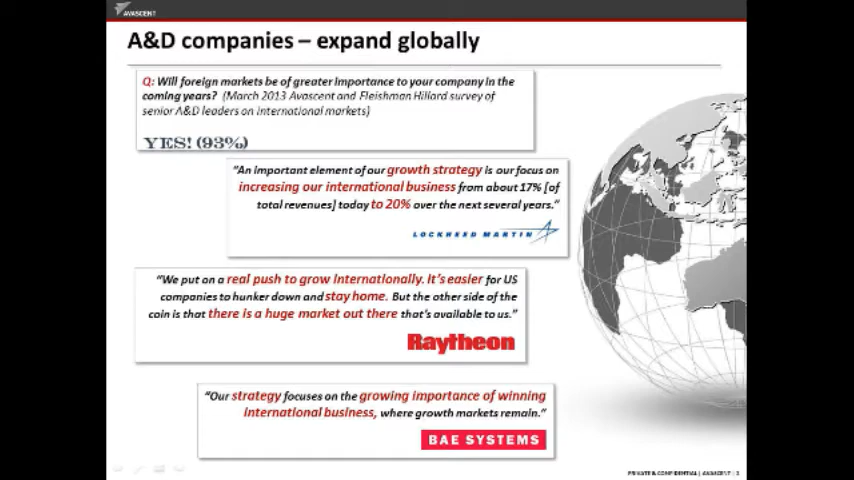 AVASCENT
A&D companies – expand globally
Q: Will foreign markets be of greater importance to your company in the
coming years? (March 2013 Avascent and Fleishman Hillard survey of
senior A&D leaders on international markets)
YES! (93%)
"An important element of our growth strategy is our focus on
increasing our international business from about 17% [of
total revenues] today to 20% over the next several years."
LOCKHEED MARTIN
"We put on a real push to grow internationally. It's easier for US
companies to hunker down and stay home. But the other side of the
coin is that there is a huge market out there that's available to us."
Raytheon
"Our strategy focuses on the growing importance of winning
international business, where growth markets remain."
BAE SYSTEMS
PRIVATE & CONFIDENTIAL | AVASCENT | 3